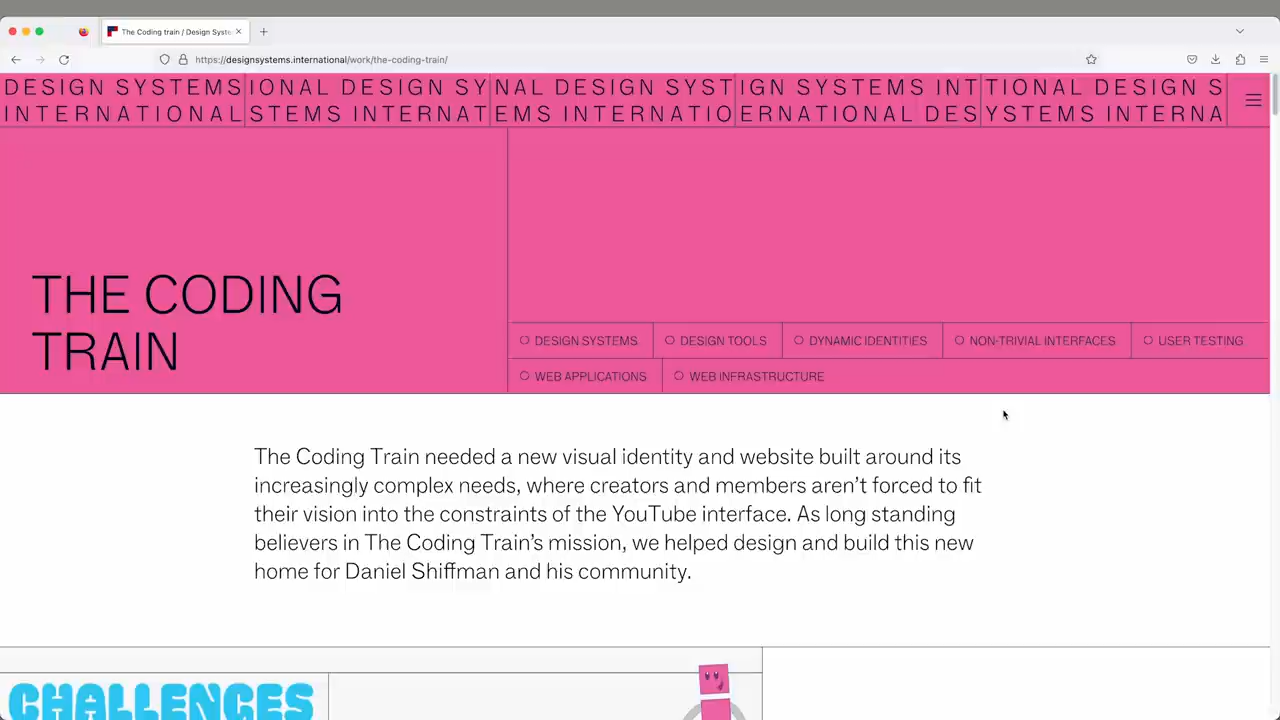 The Coding train / Design Syste
https://designsystems.international/work/the-coding-train/
DESIGN SYSTEMS IONAL DESIGN SY NAL DESIGN SYST IGN SYSTEMS INT TIONAL DESIGN S
INTERNATIONAL STEMS INTERNAT EMS INTERNATIO ERNATIONAL DES YSTEMS INTERNA
THE CODING
TRAIN
DESIGN SYSTEMS DESIGN TOOLS DYNAMIC IDENTITIES NON-TRIVIAL INTERFACES USER TESTING
WEB APPLICATIONS WEB INFRASTRUCTURE
The Coding Train needed a new visual identity and website built around its
increasingly complex needs, where creators and members aren’t forced to fit
their vision into the constraints of the YouTube interface. As long standing
believers in The Coding Train’s mission, we helped design and build this new
home for Daniel Shiffman and his community.
CHALLENGES